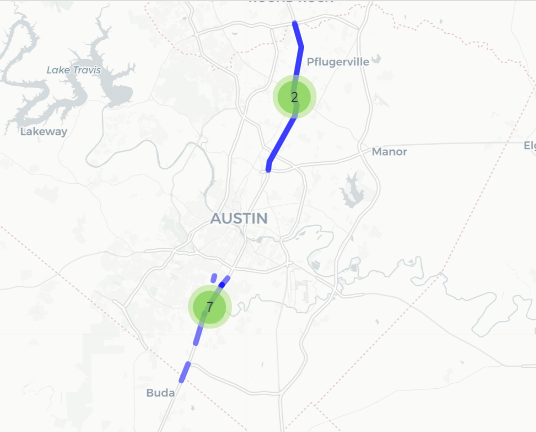 Pflugerville
Lake Travis
2
Lakeway
Manor
AUSTIN
7
Buda